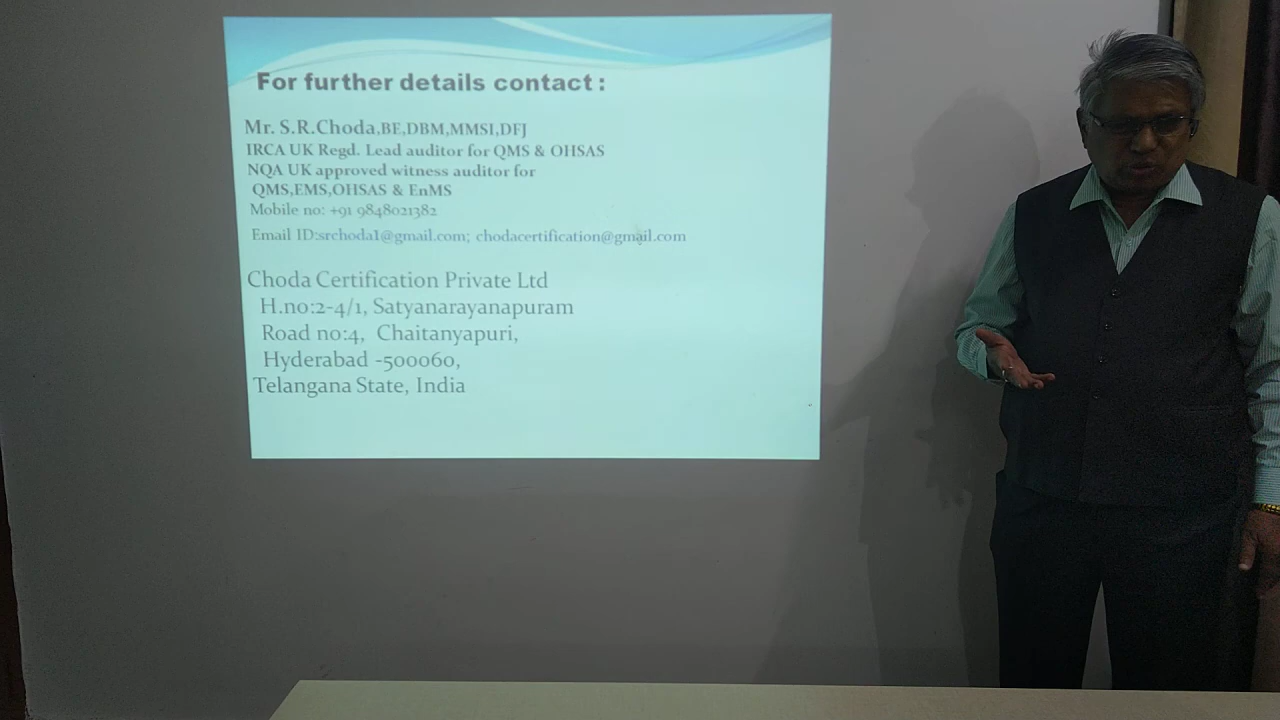 For further details contact :
Mr. S.R.Choda,BE,DBM,MMSI,DFJ
IRCA UK Regd. Lead auditor for QMS & OHSAS
NQA UK approved witness auditor for
QMS,EMS,OHSAS & EnMS
Mobile no: +91 9848021382
Email ID:srchoda1@gmail.com; chodacertification@gmail.com
Choda Certification Private Ltd
H.no:2-4/1, Satyanarayanapuram
Road no:4, Chaitanyapuri,
Hyderabad -500060,
Telangana State, India